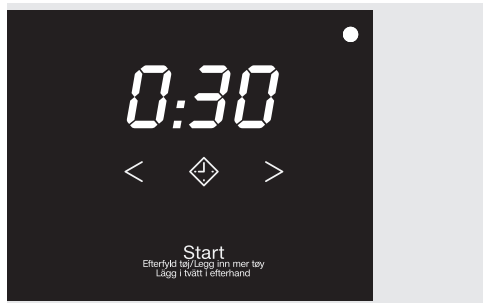 0:30
< >
Start
Efterfyld tøj/Legg inn mer tøy
Lägg i tvätt i efterhand